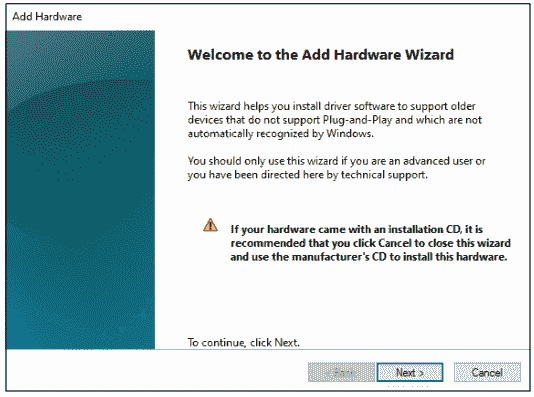 Add Hardware
Welcome to the Add Hardware Wizard
This wizard helps you install driver software to support older
devices that do not support Plug-and-Play and which are not
automatically recognized by Windows.
You should only use this wizard if you are an advanced user or
you have been directed here by technical support.
If your hardware came with an installation CD, it is
recommended that you click Cancel to close this wizard
and use the manufacturer's CD to install this hardware.
To continue, click Next.
< Back Next > Cancel